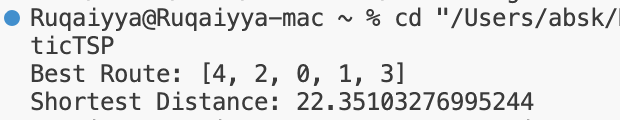 Ruqaiyya@Ruqaiyya-mac ~ % cd "/Users/absk/
ticTSP
Best Route: [4, 2, 0, 1, 3]
Shortest Distance: 22.35103276995244